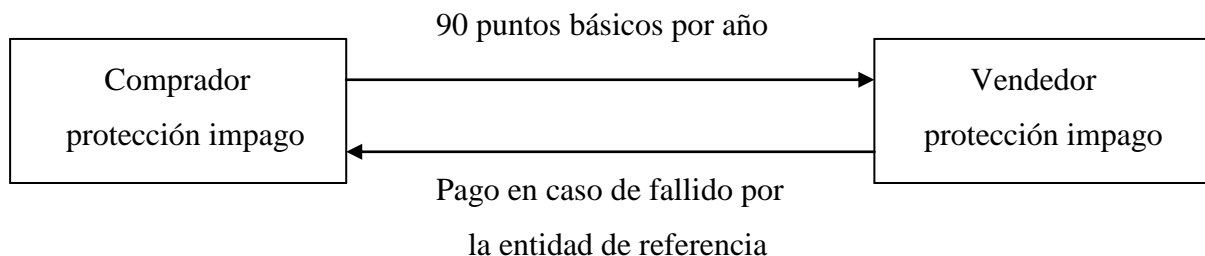 90 puntos básicos por año
Comprador
protección impago
Vendedor
protección impago
Pago en caso de fallido por
la entidad de referencia